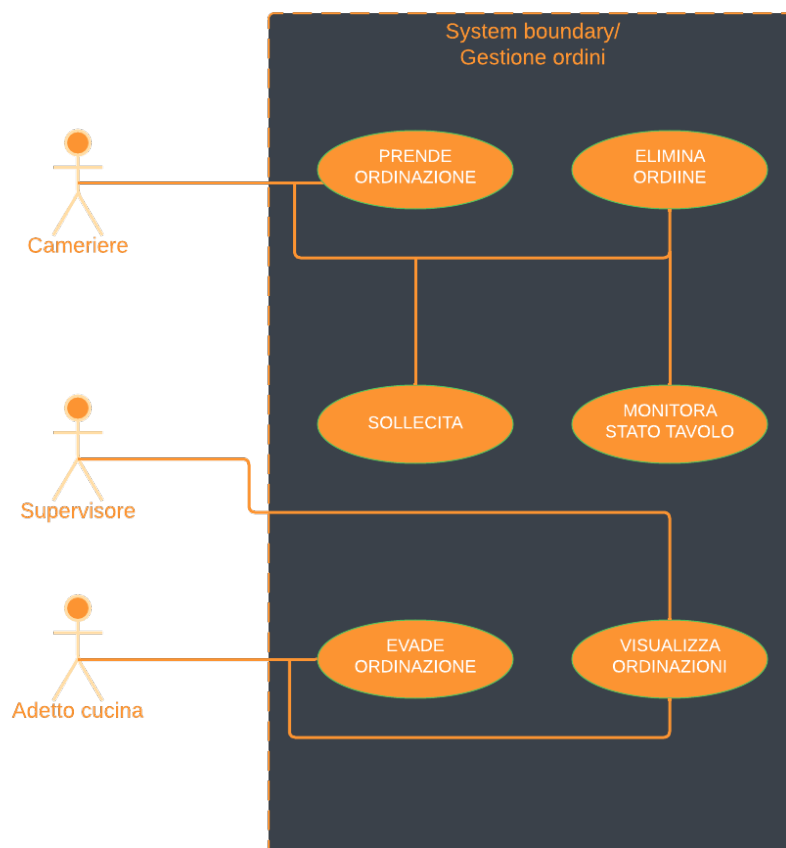 System boundary/
Gestione ordini
PRENDE
ORDINAZIONE
ELIMINA
ORDIINE
Cameriere
SOLLECITA
MONITORA
STATO TAVOLO
Supervisore
EVADE
ORDINAZIONE
VISUALIZZA
ORDINAZIONI
Adetto cucina